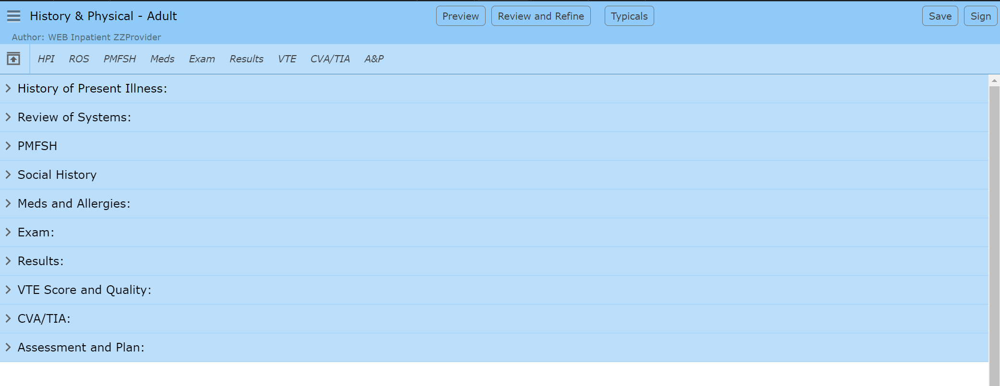 History & Physical - Adult
Preview
Review and Refine
Typicals
Save
Sign
Author: WEB Inpatient ZZProvider
HPI ROS PMFSH Meds Exam Results VTE CVA/TIA A&P
History of Present Illness:
Review of Systems:
PMFSH
Social History
Meds and Allergies:
Exam:
Results:
VTE Score and Quality:
CVA/TIA:
Assessment and Plan: